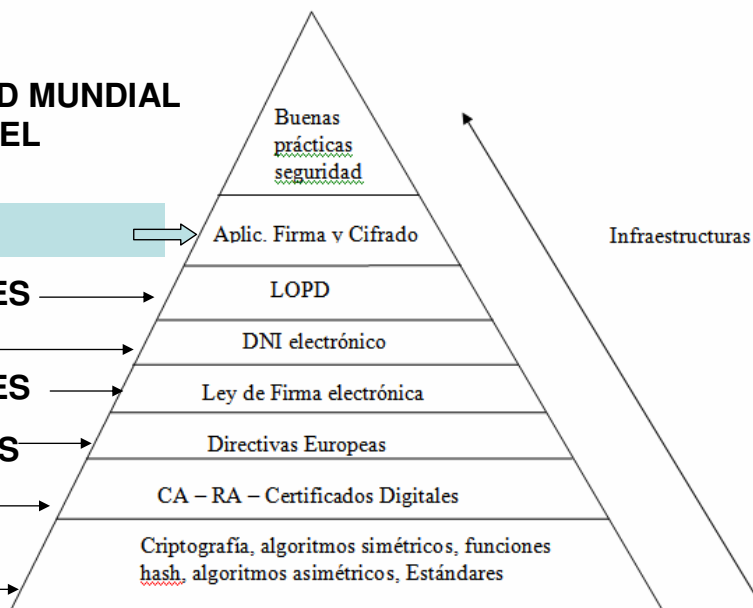 D MUNDIAL
EL
Buenas
prácticas
seguridad
Aplic. Firma y Cifrado
Infraestructuras
ES
LOPD
DNI electrónico
ES
Ley de Firma electrónica
S
Directivas Europeas
CA – RA – Certificados Digitales
Criptografía, algoritmos simétricos, funciones
hash, algoritmos asimétricos, Estándares